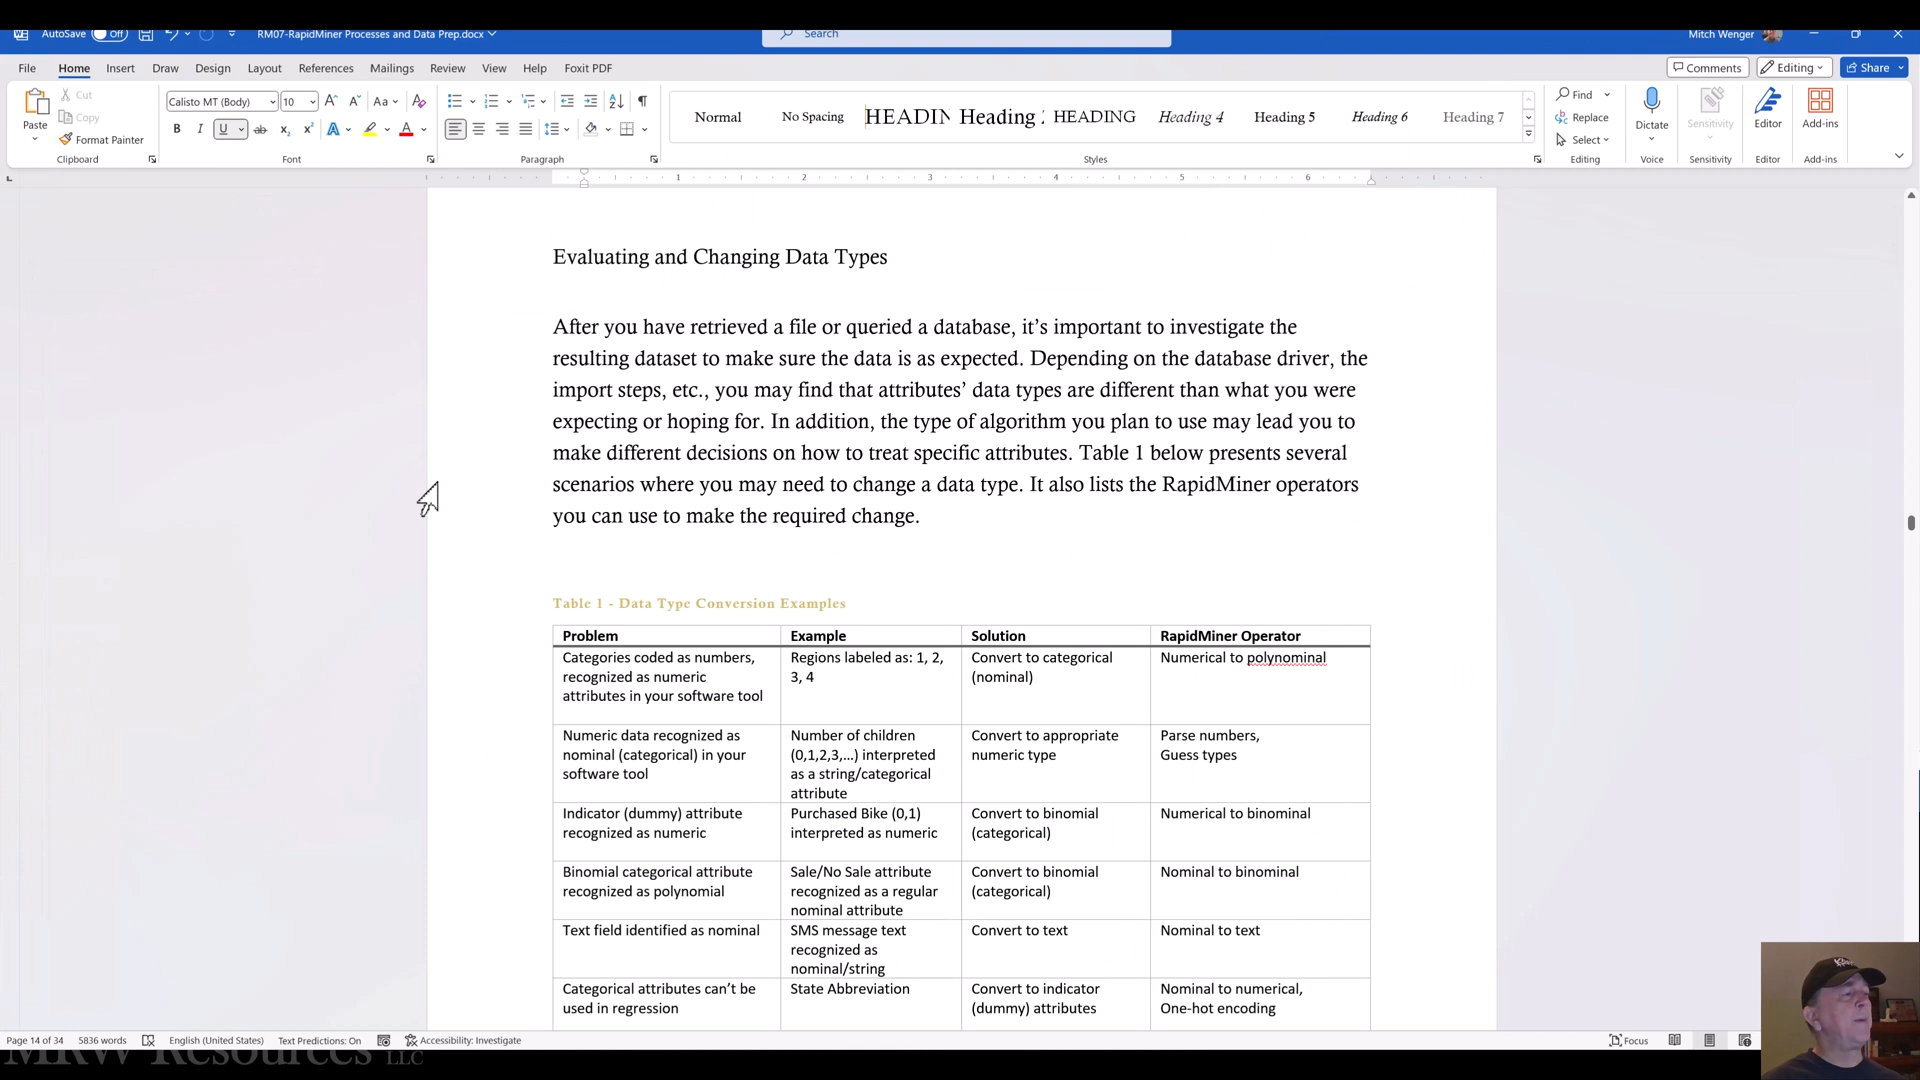 AutoSave Off RM07-RapidMiner Processes and Data Prep.docx Search Mitch Wenger
File Home Insert Draw Design Layout References Mailings Review View Help Foxit PDF Comments Editing Share
Paste Cut Copy Format Painter Clipboard
Calisto MT (Body) 10 Font
Paragraph
Normal No Spacing HEADIN Heading HEADING Heading 4 Heading 5 Heading 6 Heading 7 Styles
Find Replace Select Editing
Dictate Voice
Sensitivity Sensitivity
Editor Editor
Add-ins Add-ins
1 2 3 4 5 6
Evaluating and Changing Data Types
After you have retrieved a file or queried a database, it’s important to investigate the
resulting dataset to make sure the data is as expected. Depending on the database driver, the
import steps, etc., you may find that attributes’ data types are different than what you were
expecting or hoping for. In addition, the type of algorithm you plan to use may lead you to
make different decisions on how to treat specific attributes. Table 1 below presents several
scenarios where you may need to change a data type. It also lists the RapidMiner operators
you can use to make the required change.
Table 1 - Data Type Conversion Examples
Problem Example Solution RapidMiner Operator
Categories coded as numbers, Regions labeled as: 1, 2, Convert to categorical Numerical to polynominal
recognized as numeric 3, 4 (nominal)
attributes in your software tool
Numeric data recognized as Number of children Convert to appropriate Parse numbers,
nominal (categorical) in your (0,1,2,3,...) interpreted numeric type Guess types
software tool as a string/categorical
attribute
Indicator (dummy) attribute Purchased Bike (0,1) Convert to binomial Numerical to binominal
recognized as numeric interpreted as numeric (categorical)
Binomial categorical attribute Sale/No Sale attribute Convert to binomial Nominal to binominal
recognized as polynomial recognized as a regular (categorical)
nominal attribute
Text field identified as nominal SMS message text Convert to text Nominal to text
recognized as
nominal/string
Categorical attributes can’t be State Abbreviation Convert to indicator Nominal to numerical,
used in regression (dummy) attributes One-hot encoding
Page 14 of 34 5836 words English (United States) Text Predictions: On Accessibility: Investigate Focus
MRW Resources LLC